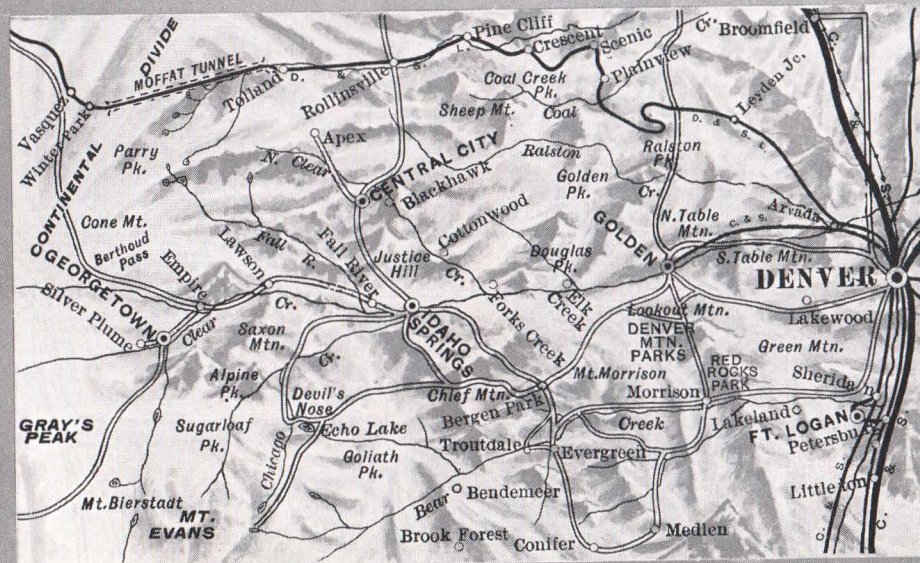 Pine Cliff
Cr.
Broomfield
Crescent
Scenic
L.
DIVIDE
MOFFAT TUNNEL
Tolland
D.
&
S.
Rollinsville
Plainview
Coal Creek
Pk.
Sheep Mt.
Coal
Leyden Jc.
Vasquez
Winter Park
Apex
D. & S. L.
Parry
Pk.
N. Clear
CENTRAL CITY
Blackhawk
Ralston
Ralston
Pk.
Golden
Pk.
Cr.
CONTINENTAL
Cone Mt.
Berthoud
Pass
Lawson
Fall
R.
Fall River
Justice
Hill
Cottonwood
Cr.
Douglas
Pk.
GOLDEN
N. Table
Mtn.
C. & S.
Arvada
S. Table Mtn.
DENVER
GEORGETOWN
Empire
Silver Plume
Clear
Cr.
IDAHO
SPRINGS
Forks Creek
Elk
Creek
Lookout Mtn.
DENVER
MTN.
PARKS
Lakewood
Green Mtn.
Saxon
Mtn.
Cr.
Alpine
Pk.
Devil's
Nose
Chief Mtn.
Mt. Morrison
RED
ROCKS
PARK
Sheridan
Bergen Park
Morrison
GRAY'S
PEAK
Sugarloaf
Pk.
Echo Lake
Creek
Lakeland
FT. LOGAN
Petersburg
Troutdale
Evergreen
Chicago
Goliath
Pk.
Littleton
Mt. Bierstadt
MT.
EVANS
Bear
Bendemeer
Brook Forest
Conifer
Medlen
C.
&
S.
C.
&
S.